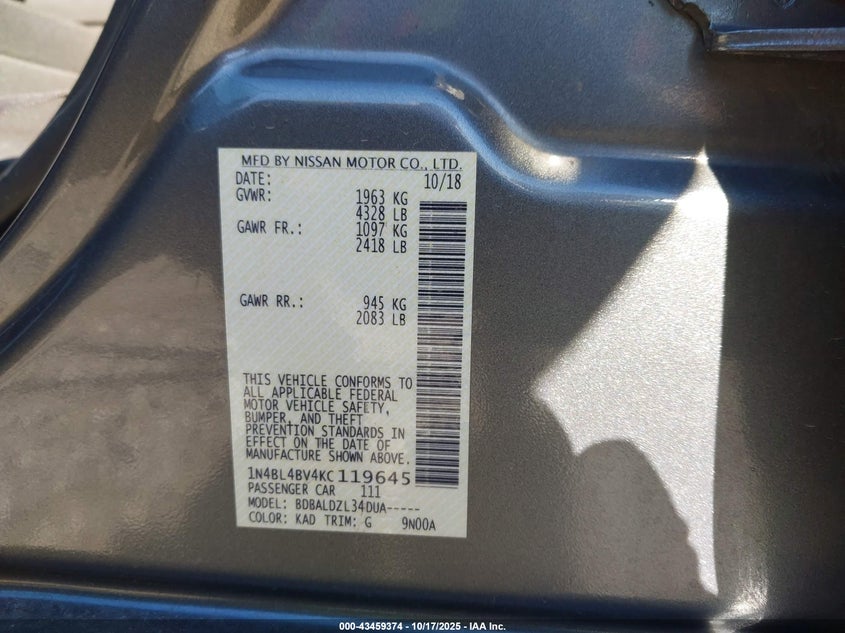 MFD BY NISSAN MOTOR CO., LTD.
DATE: 10/18
GVWR: 1963 KG
4328 LB
GAWR FR.: 1097 KG
2418 LB
GAWR RR.: 945 KG
2083 LB
THIS VEHICLE CONFORMS TO
ALL APPLICABLE FEDERAL
MOTOR VEHICLE SAFETY,
BUMPER, AND THEFT
PREVENTION STANDARDS IN
EFFECT ON THE DATE OF
MANUFACTURE SHOWN ABOVE.
1N4BL4BV4KC119645
PASSENGER CAR 111
MODEL: BDBALDZL34DUA-----
COLOR: KAD TRIM: G 9N00A
000-43459374 | 10/17/2025 - IAA Inc.